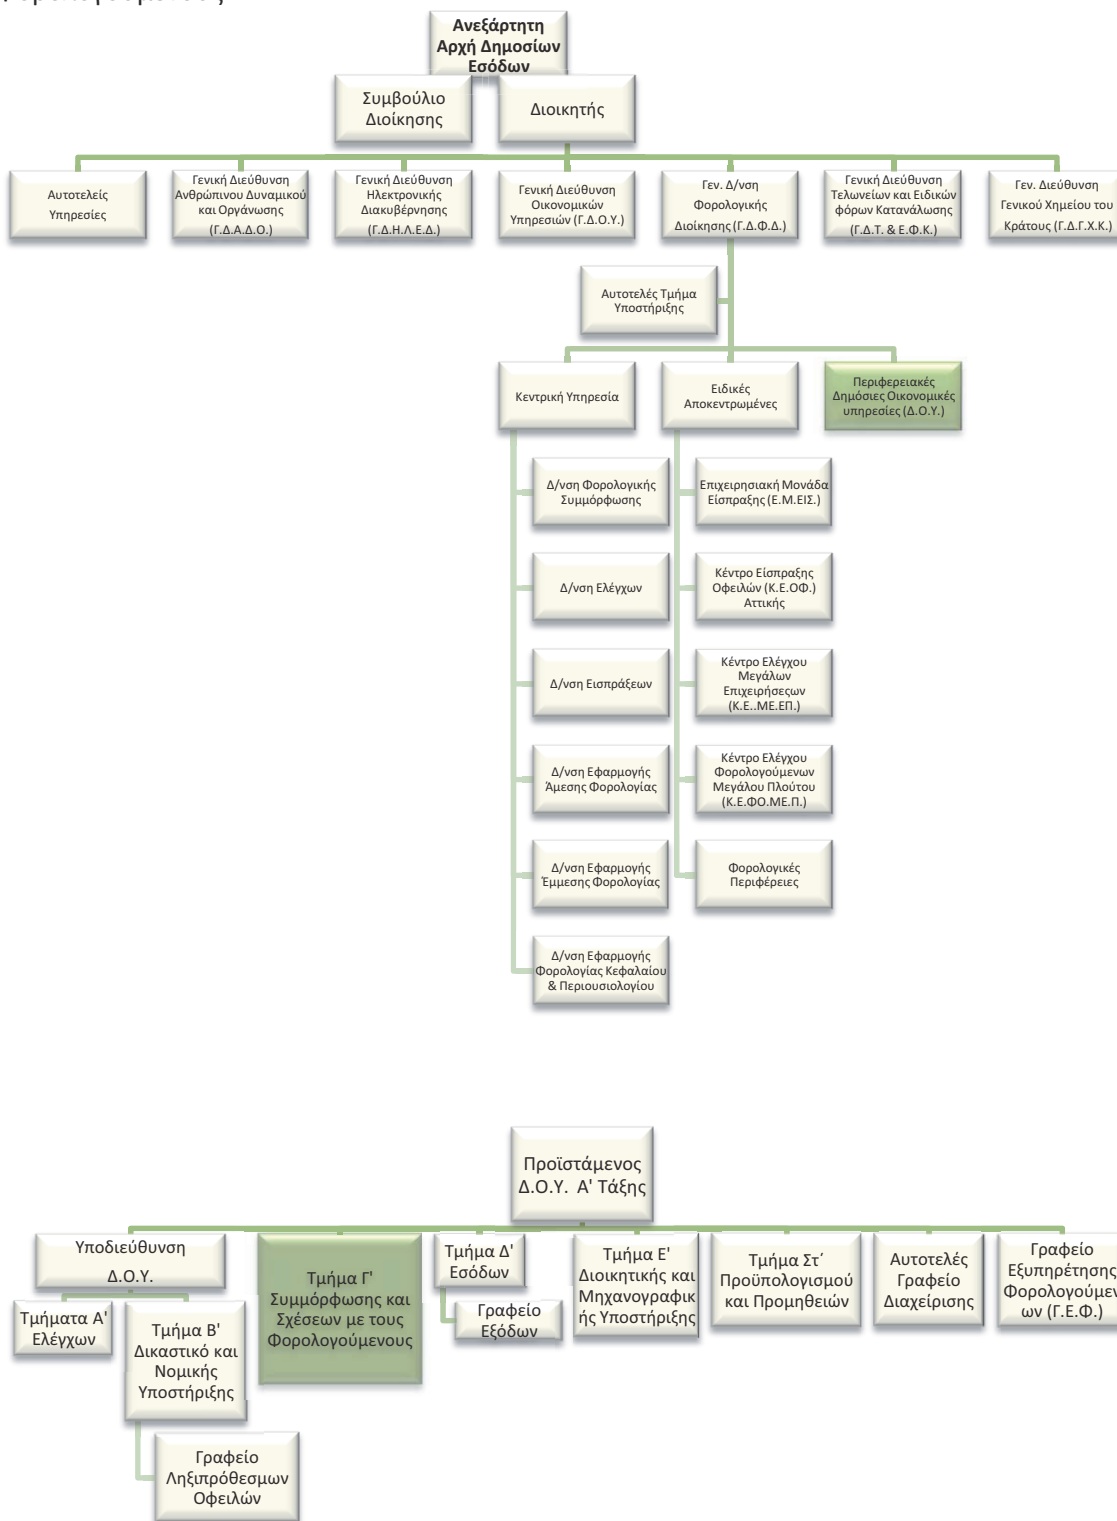 Ανεξάρτητη
Αρχή Δημοσίων
Εσόδων
Συμβούλιο
Διοίκησης
Διοικητής
Αυτοτελείς
Υπηρεσίες
Γενική Διεύθυνση
Ανθρώπινου Δυναμικού
και Οργάνωσης
(Γ.Δ.Α.Δ.Ο.)
Γενική Διεύθυνση
Ηλεκτρονικής
Διακυβέρνησης
(Γ.Δ.Η.Λ.Ε.Δ.)
Γενική Διεύθυνση
Οικονομικών
Υπηρεσιών (Γ.Δ.Ο.Υ.)
Γεν. Δ/νση
Φορολογικής
Διοίκησης (Γ.Δ.Φ.Δ.)
Γενική Διεύθυνση
Τελωνείων και Ειδικών
φόρων Κατανάλωσης
(Γ.Δ.Τ. & Ε.Φ.Κ.)
Γεν. Διεύθυνση
Γενικού Χημείου του
Κράτους (Γ.Δ.Γ.Χ.Κ.)
Αυτοτελές Τμήμα
Υποστήριξης
Κεντρική Υπηρεσία
Ειδικές
Αποκεντρωμένες
Περιφερειακές
Δημόσιες Οικονομικές
υπηρεσίες (Δ.Ο.Υ.)
Δ/νση Φορολογικής
Συμμόρφωσης
Επιχειρησιακή Μονάδα
Είσπραξης (Ε.Μ.ΕΙΣ.)
Δ/νση Ελέγχων
Κέντρο Είσπραξης
Οφειλών (Κ.Ε.ΟΦ.)
Αττικής
Δ/νση Εισπράξεων
Κέντρο Ελέγχου
Μεγάλων
Επιχειρήσεςων
(Κ.Ε..ΜΕ.ΕΠ.)
Δ/νση Εφαρμογής
Άμεσης Φορολογίας
Κέντρο Ελέγχου
Φορολογούμενων
Μεγάλου Πλούτου
(Κ.Ε.ΦΟ.ΜΕ.Π.)
Δ/νση Εφαρμογής
Έμμεσης Φορολογίας
Φορολογικές
Περιφέρειες
Δ/νση Εφαρμογής
Φορολογίας Κεφαλαίου
& Περιουσιολογίου
Προϊστάμενος
Δ.Ο.Υ. Α' Τάξης
Υποδιεύθυνση
Δ.Ο.Υ.
Τμήμα Γ'
Συμμόρφωσης και
Σχέσεων με τους
Φορολογούμενους
Τμήμα Δ'
Εσόδων
Τμήμα Ε'
Διοικητικής και
Μηχανογραφικ
ής Υποστήριξης
Τμήμα Στ΄
Προϋπολογισμού
και Προμηθειών
Αυτοτελές
Γραφείο
Διαχείρισης
Γραφείο
Εξυπηρέτησης
Φορολογούμεν
ων (Γ.Ε.Φ.)
Τμήματα Α'
Ελέγχων
Τμήμα Β'
Δικαστικό και
Νομικής
Υποστήριξης
Γραφείο
Εξόδων
Γραφείο
Ληξιπρόθεσμων
Οφειλών